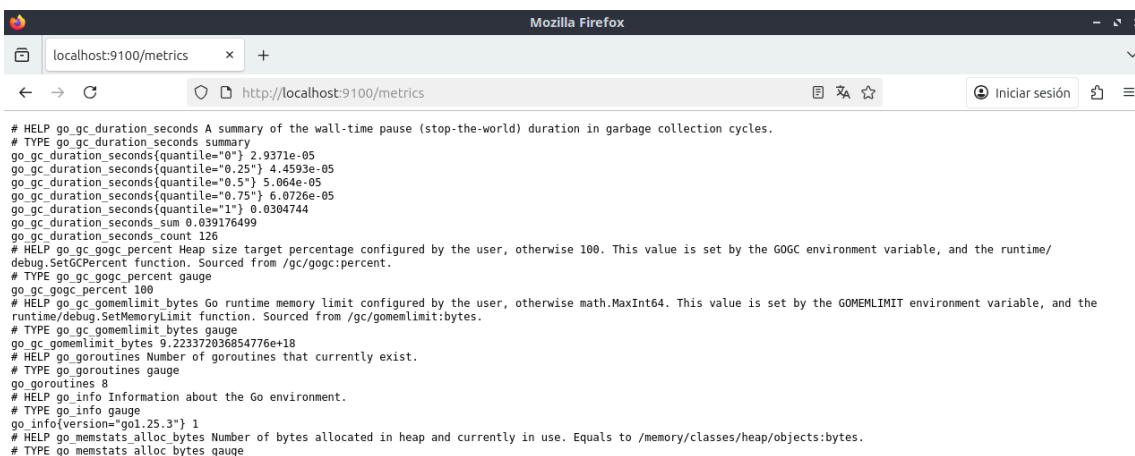 Mozilla Firefox
localhost:9100/metrics
http://localhost:9100/metrics
Iniciar sesión
# HELP go_gc_duration_seconds A summary of the wall-time pause (stop-the-world) duration in garbage collection cycles.
# TYPE go_gc_duration_seconds summary
go_gc_duration_seconds{quantile="0"} 2.9371e-05
go_gc_duration_seconds{quantile="0.25"} 4.4593e-05
go_gc_duration_seconds{quantile="0.5"} 5.064e-05
go_gc_duration_seconds{quantile="0.75"} 6.0726e-05
go_gc_duration_seconds{quantile="1"} 0.0304744
go_gc_duration_seconds_sum 0.039176499
go_gc_duration_seconds_count 126
# HELP go_gc_gogc_percent Heap size target percentage configured by the user, otherwise 100. This value is set by the GOGC environment variable, and the runtime/
debug.SetGCPercent function. Sourced from /gc/gogc:percent.
# TYPE go_gc_gogc_percent gauge
go_gc_gogc_percent 100
# HELP go_gc_gomemlimit_bytes Go runtime memory limit configured by the user, otherwise math.MaxInt64. This value is set by the GOMEMLIMIT environment variable, and the
runtime/debug.SetMemoryLimit function. Sourced from /gc/gomemlimit:bytes.
# TYPE go_gc_gomemlimit_bytes gauge
go_gc_gomemlimit_bytes 9.223372036854776e+18
# HELP go_goroutines Number of goroutines that currently exist.
# TYPE go_goroutines gauge
go_goroutines 8
# HELP go_info Information about the Go environment.
# TYPE go_info gauge
go_info{version="go1.25.3"} 1
# HELP go_memstats_alloc_bytes Number of bytes allocated in heap and currently in use. Equals to /memory/classes/heap/objects:bytes.
# TYPE go_memstats_alloc_bytes gauge